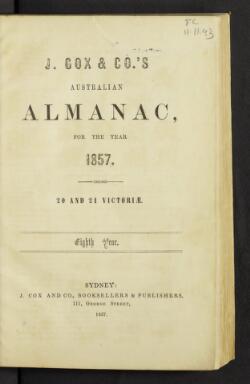 J. COX & CO.'S
AUSTRALIAN
ALMANAC,
FOR THE YEAR
1857.
20 AND 21 VICTORIÆ.
Eighth Year.
SYDNEY:
J. COX AND CO., BOOKSELLERS & PUBLISHERS,
111, GEORGE STREET,
1857.